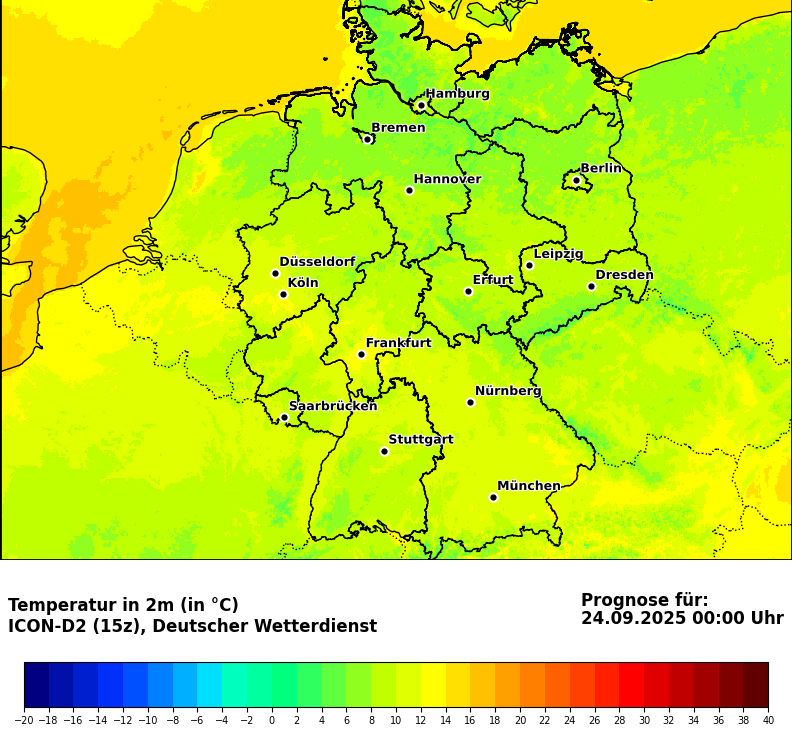 Hamburg
Bremen
Berlin
Hannover
Leipzig
Düsseldorf
Dresden
Köln
Erfurt
Frankfurt
Nürnberg
Saarbrücken
Stuttgart
München
Temperatur in 2m (in °C)
ICON-D2 (15z), Deutscher Wetterdienst
Prognose für:
24.09.2025 00:00 Uhr
−20 −18 −16 −14 −12 −10 −8 −6 −4 −2 0 2 4 6 8 10 12 14 16 18 20 22 24 26 28 30 32 34 36 38 40